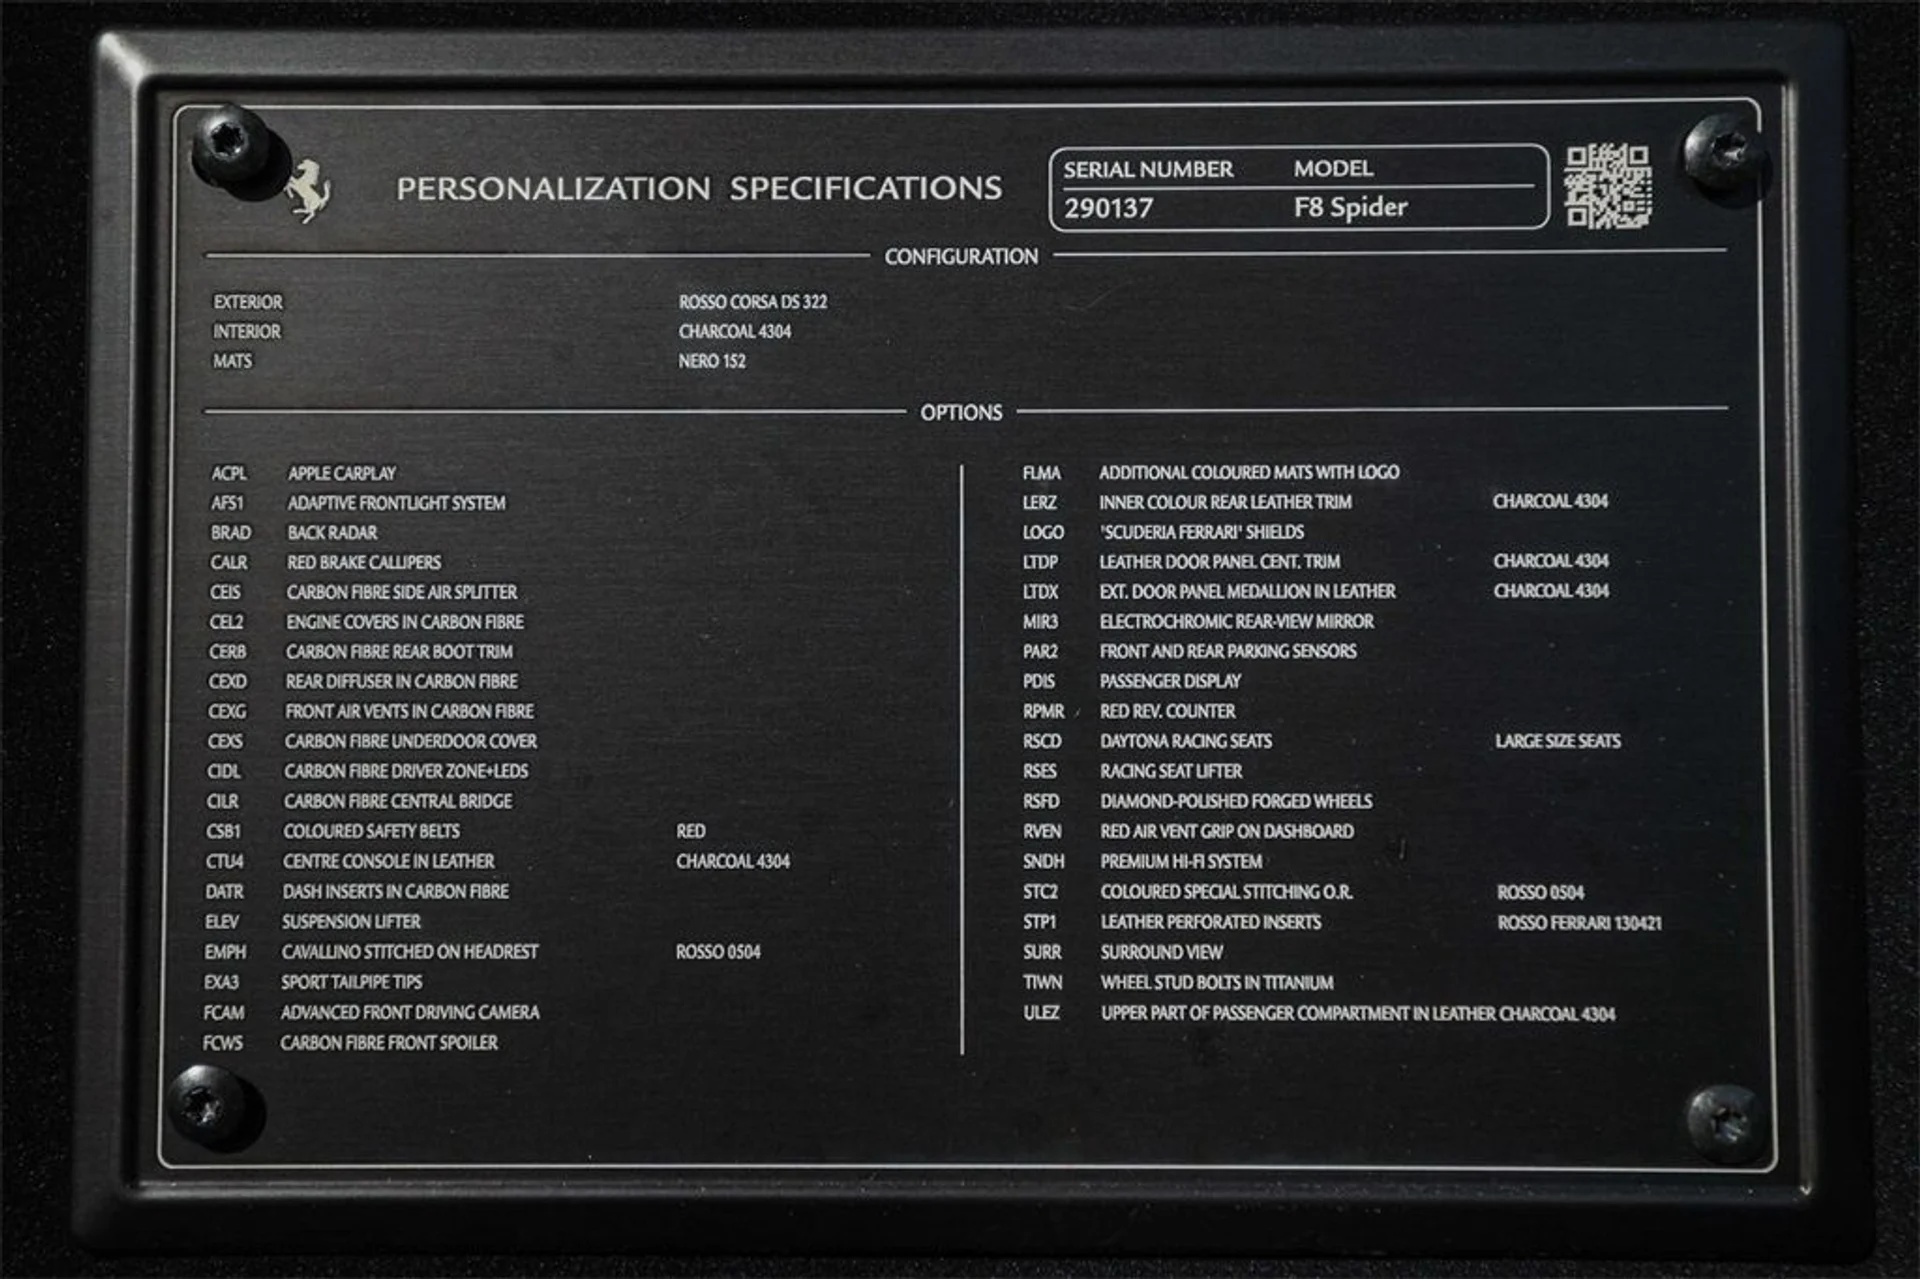 PERSONALIZATION SPECIFICATIONS
SERIAL NUMBER MODEL
290137 F8 Spider
CONFIGURATION
EXTERIOR ROSSO CORSA DS 322
INTERIOR CHARCOAL 4304
MATS NERO 152
OPTIONS
ACPL APPLE CARPLAY
AFS1 ADAPTIVE FRONTLIGHT SYSTEM
BRAD BACK RADAR
CALR RED BRAKE CALLIPERS
CEIS CARBON FIBRE SIDE AIR SPLITTER
CEL2 ENGINE COVERS IN CARBON FIBRE
CERB CARBON FIBRE REAR BOOT TRIM
CEXD REAR DIFFUSER IN CARBON FIBRE
CEXG FRONT AIR VENTS IN CARBON FIBRE
CEXS CARBON FIBRE UNDERDOOR COVER
CIDL CARBON FIBRE DRIVER ZONE+LEDS
CILR CARBON FIBRE CENTRAL BRIDGE
CSB1 COLOURED SAFETY BELTS RED
CTU4 CENTRE CONSOLE IN LEATHER CHARCOAL 4304
DATR DASH INSERTS IN CARBON FIBRE
ELEV SUSPENSION LIFTER
EMPH CAVALLINO STITCHED ON HEADREST ROSSO 0504
EXA3 SPORT TAILPIPE TIPS
FCAM ADVANCED FRONT DRIVING CAMERA
FCWS CARBON FIBRE FRONT SPOILER
FLMA ADDITIONAL COLOURED MATS WITH LOGO
LERZ INNER COLOUR REAR LEATHER TRIM CHARCOAL 4304
LOGO 'SCUDERIA FERRARI' SHIELDS
LTDP LEATHER DOOR PANEL CENT. TRIM CHARCOAL 4304
LTDX EXT. DOOR PANEL MEDALLION IN LEATHER CHARCOAL 4304
MIR3 ELECTROCHROMIC REAR-VIEW MIRROR
PAR2 FRONT AND REAR PARKING SENSORS
PDIS PASSENGER DISPLAY
RPMR RED REV. COUNTER
RSCD DAYTONA RACING SEATS LARGE SIZE SEATS
RSES RACING SEAT LIFTER
RSFD DIAMOND-POLISHED FORGED WHEELS
RVEN RED AIR VENT GRIP ON DASHBOARD
SNDH PREMIUM HI-FI SYSTEM
STC2 COLOURED SPECIAL STITCHING O.R. ROSSO 0504
STP1 LEATHER PERFORATED INSERTS ROSSO FERRARI 130421
SURR SURROUND VIEW
TIWN WHEEL STUD BOLTS IN TITANIUM
ULEZ UPPER PART OF PASSENGER COMPARTMENT IN LEATHER CHARCOAL 4304